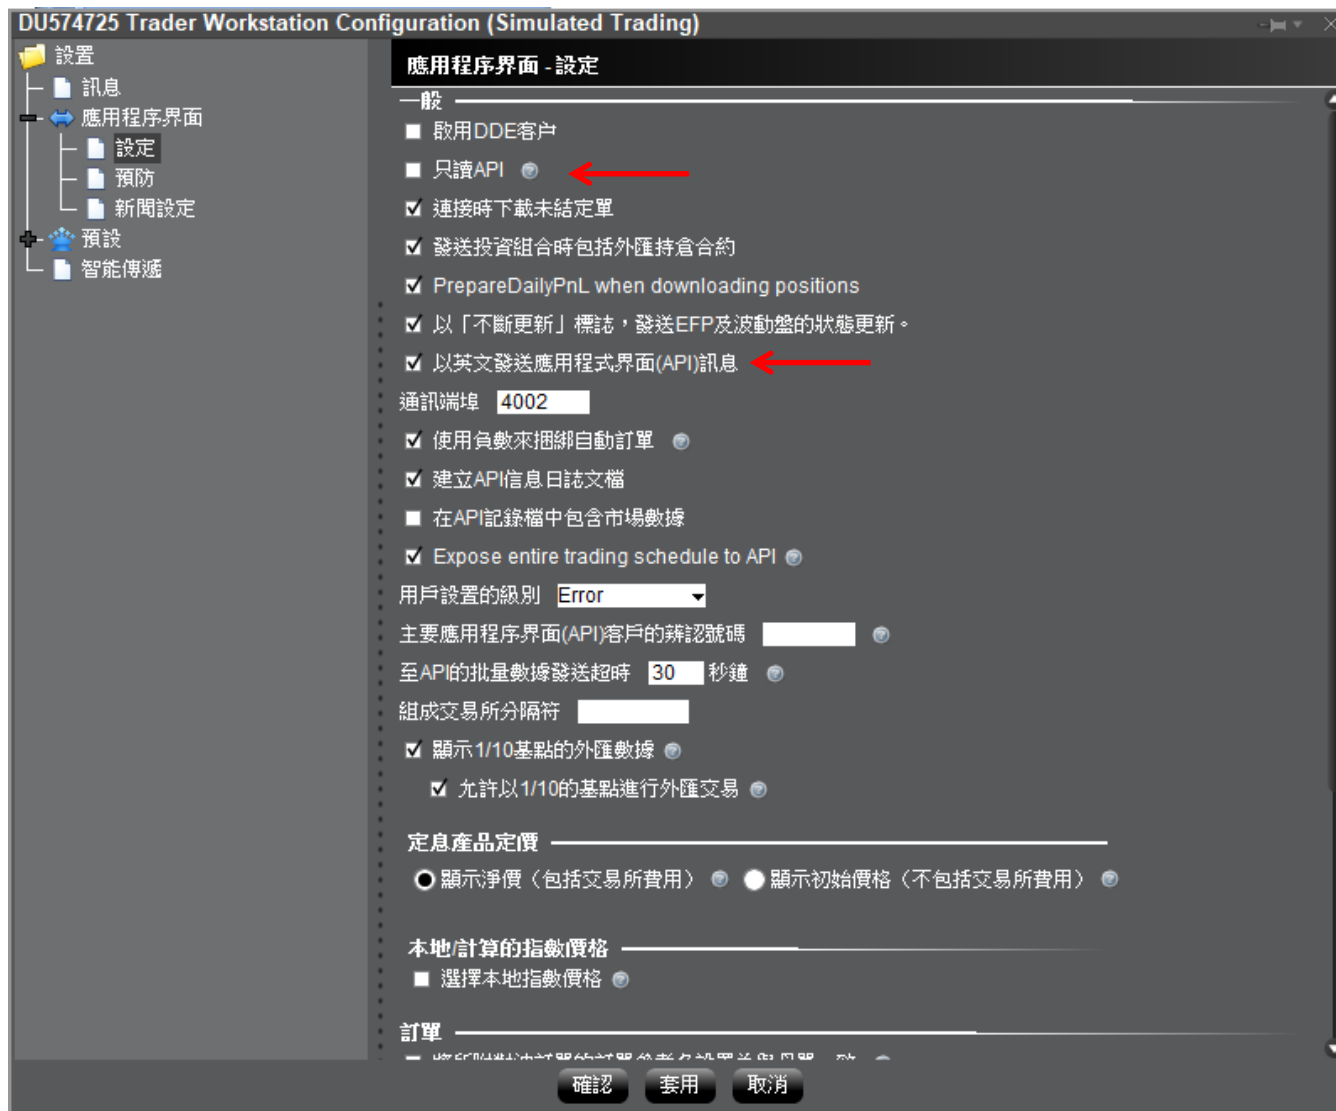 DU574725 Trader Workstation Configuration (Simulated Trading)
設置
訊息
應用程序界面
設定
預防
新聞設定
預設
智能傳遞
應用程序界面 - 設定
一般
啟用DDE客户
只讀API
連接時下載未結定單
發送投資組合時包括外匯持倉合約
PrepareDailyPnL when downloading positions
以「不斷更新」標誌，發送EFP及波動盤的狀態更新。
以英文發送應用程式界面(API)訊息
通訊端埠 4002
使用負數來捆綁自動訂單
建立API信息日誌文檔
在API記錄檔中包含市場數據
Expose entire trading schedule to API
用戶設置的級別 Error
主要應用程序界面(API)客戶的辨認號碼
至API的批量數據發送超時 30 秒鐘
組成交易所分隔符
顯示1/10基點的外匯數據
允許以1/10的基點進行外匯交易
定息產品定價
顯示淨價（包括交易所費用） 顯示初始價格（不包括交易所費用）
本地/計算的指數價格
選擇本地指數價格
訂單
確認 套用 取消